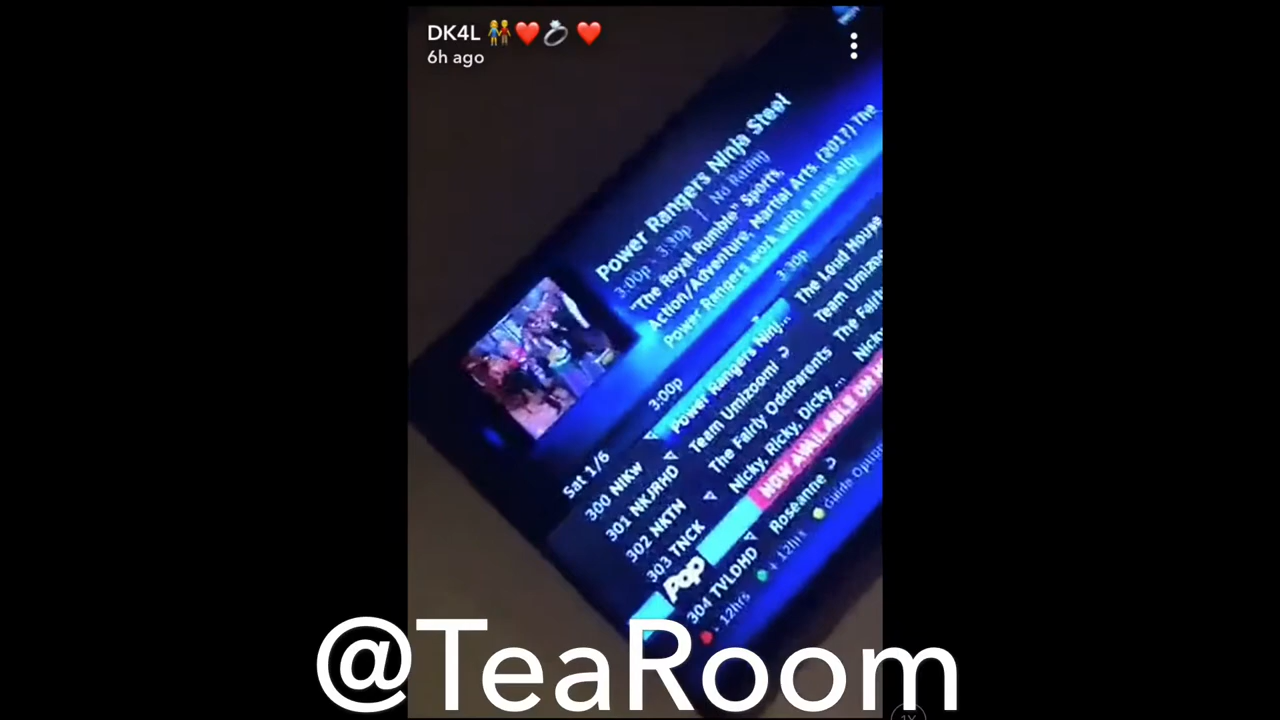 DK4L 👫❤️💍 ❤️
6h ago
Power Rangers Ninja Steel
3:00p - 3:30p | No Rating
"The Royal Rumble" Sports,
Action/Adventure, Martial Arts. (2017) The
Power Rangers work with a new ally
Sat 1/6 3:00p 3:30p
300 NIKW Power Rangers Ninj... The Loud House
301 NKJRHD Team Umizoomi Team Umizoo
302 NKTN The Fairly OddParents The Fairl
303 TNCK Nicky, Ricky, Dicky ... Nicky
Pop NOW AVAILABLE ON
304 TVLDHD Roseanne
- 12hrs + 12hrs Guide Optio
@TeaRoom
1X